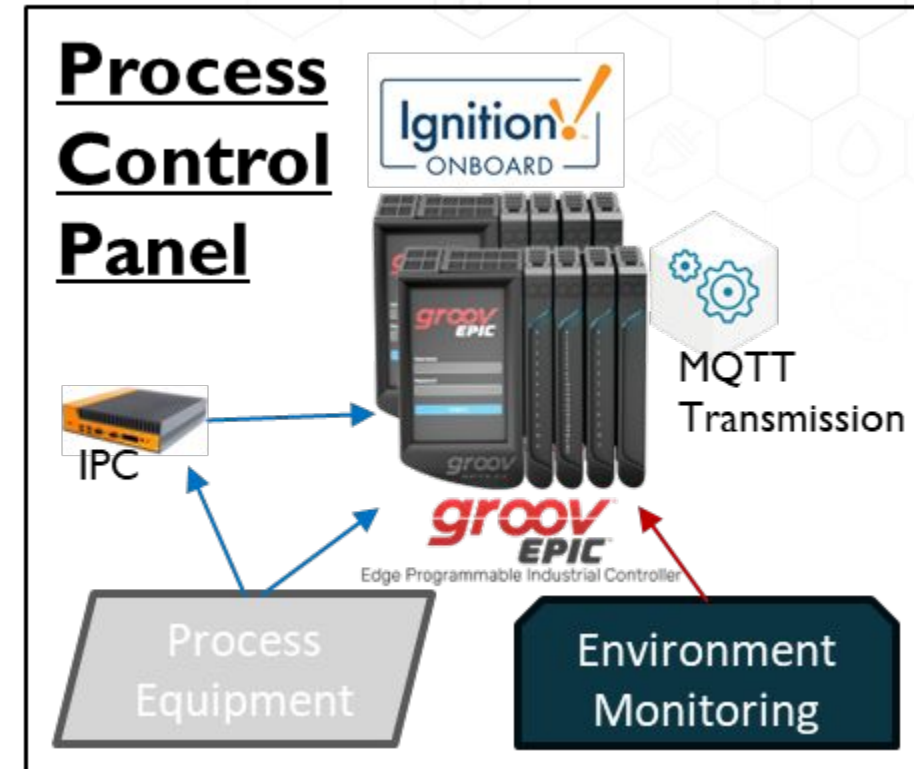 Process
Control
Panel
Ignition!
ONBOARD
groov
EPIC
groov
MQTT
Transmission
IPC
groov
EPIC
Edge Programmable Industrial Controller
Process
Equipment
Environment
Monitoring